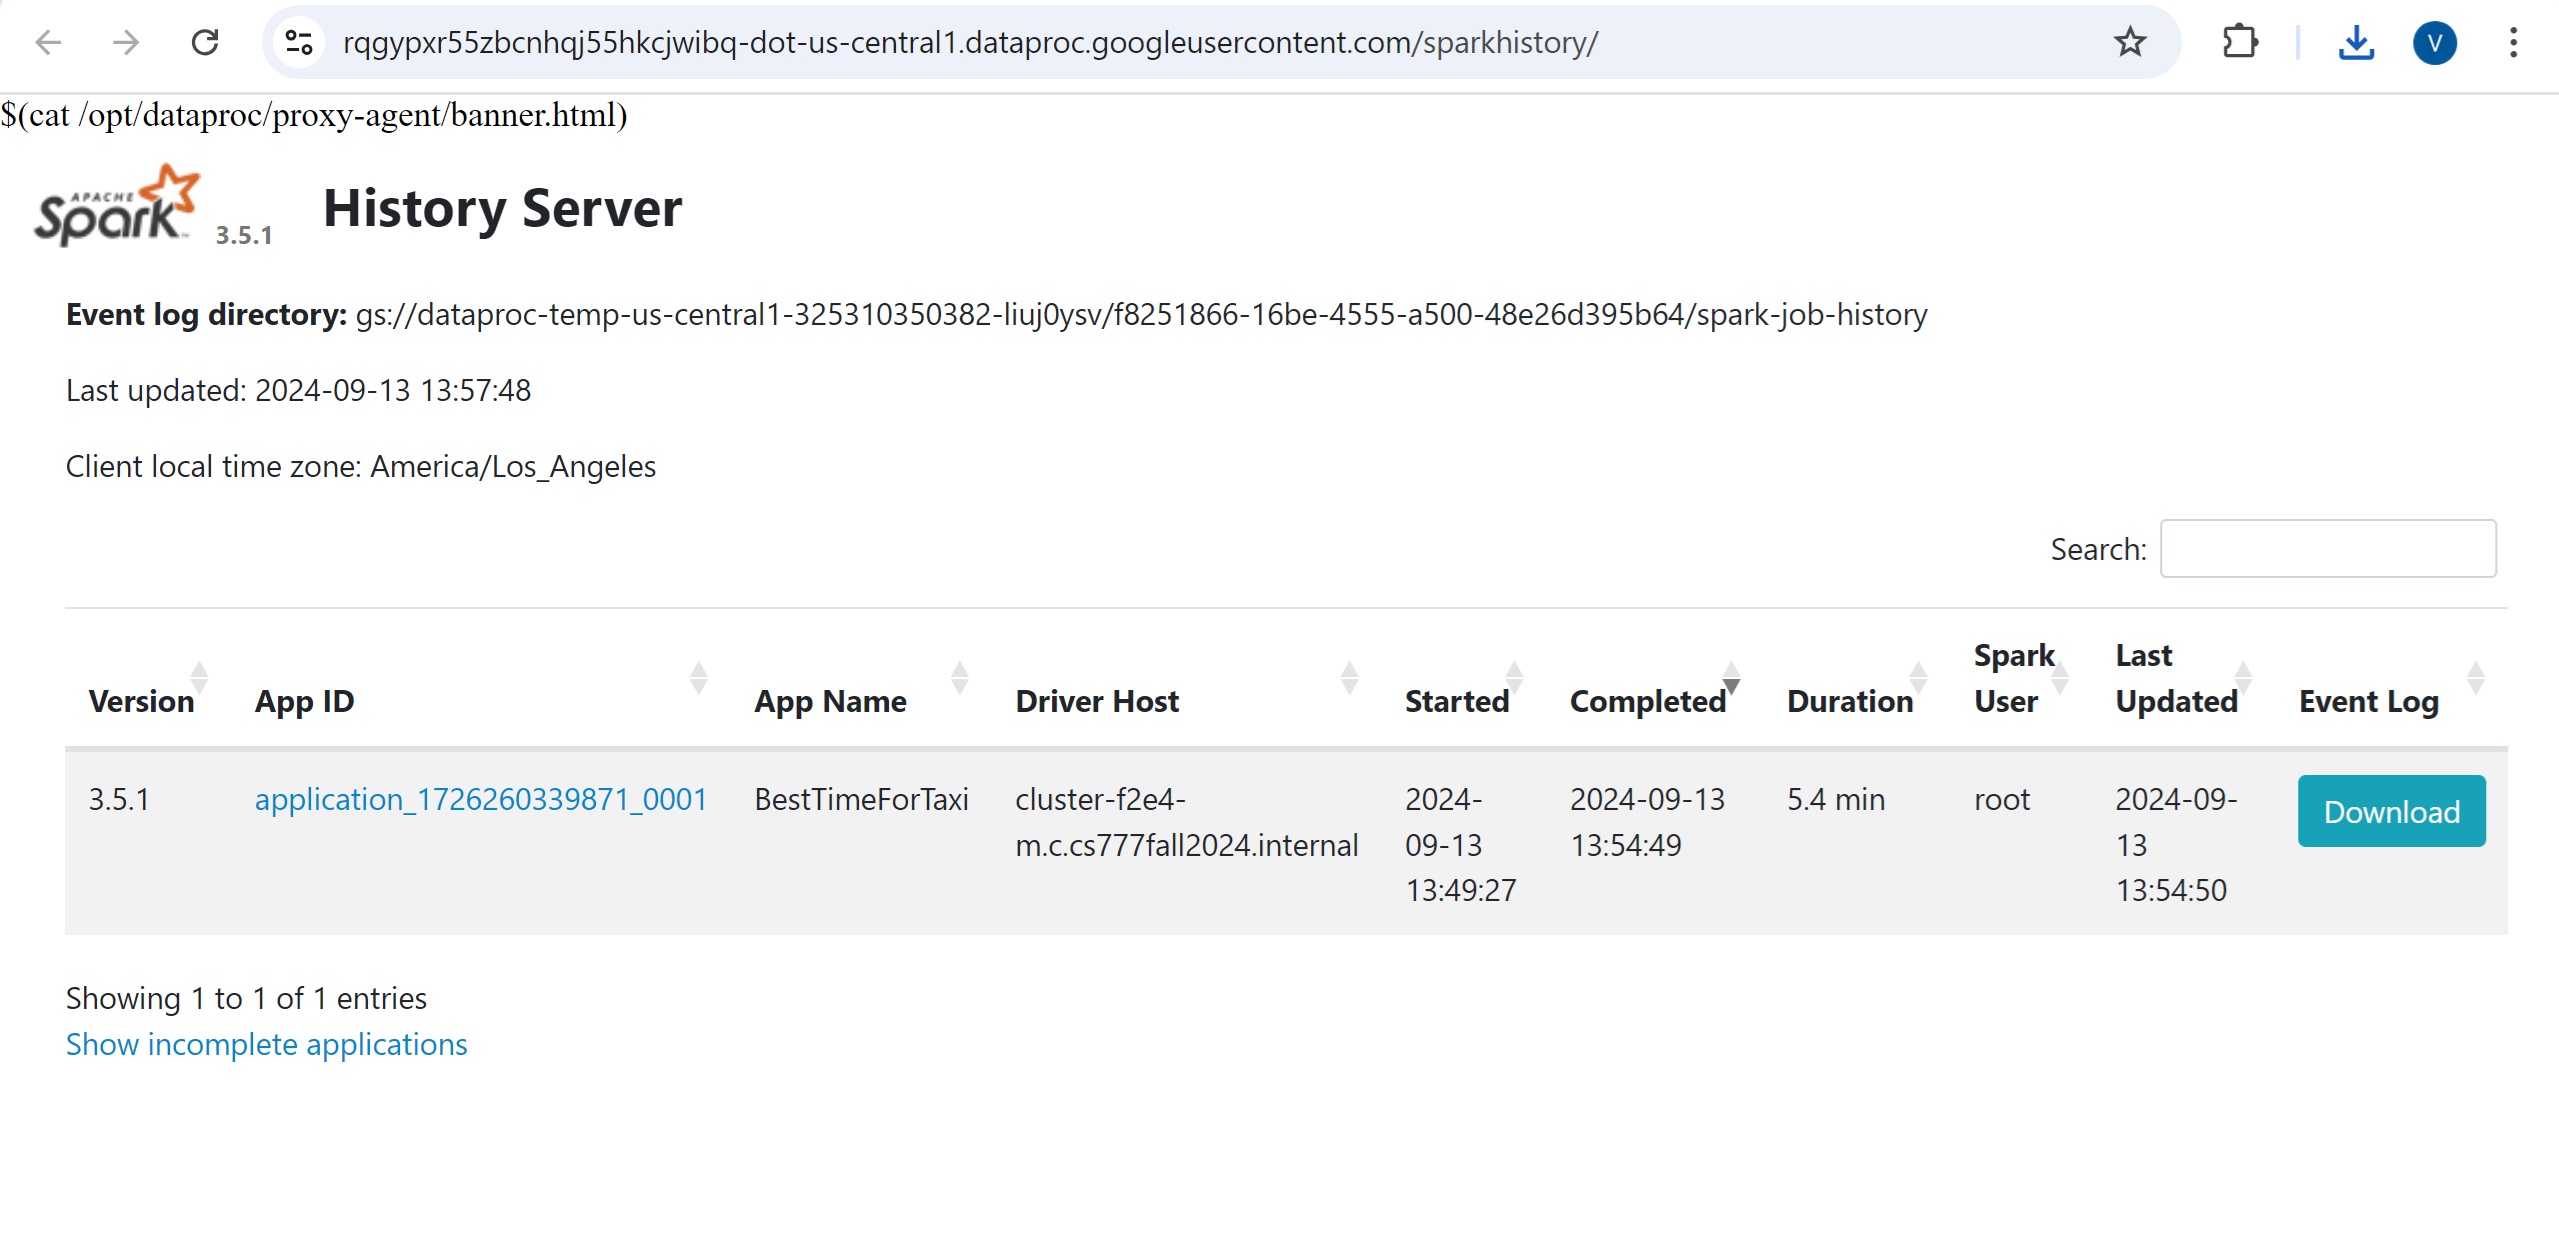 rqgypxr55zbcnhqj55hkcjwibq-dot-us-central1.dataproc.googleusercontent.com/sparkhistory/
V
$(cat /opt/dataproc/proxy-agent/banner.html)
APACHE
Spark 3.5.1 History Server
Event log directory: gs://dataproc-temp-us-central1-325310350382-liuj0ysv/f8251866-16be-4555-a500-48e26d395b64/spark-job-history
Last updated: 2024-09-13 13:57:48
Client local time zone: America/Los_Angeles
Search:
Version App ID App Name Driver Host Started Completed Duration Spark User Last Updated Event Log
3.5.1 application_1726260339871_0001 BestTimeForTaxi cluster-f2e4- 2024- 2024-09-13 5.4 min root 2024-09- Download
m.c.cs777fall2024.internal 09-13 13:54:49 13
13:49:27 13:54:50
Showing 1 to 1 of 1 entries
Show incomplete applications